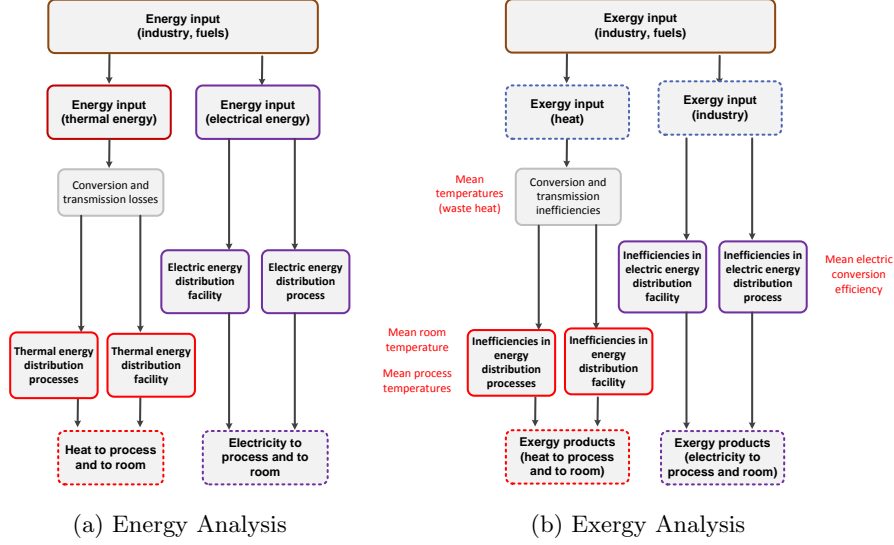 Energy input
(industry, fuels)
Energy input
(thermal energy)
Energy input
(electrical energy)
Conversion and
transmission losses
Electric energy
distribution
facility
Electric energy
distribution
process
Thermal energy
distribution
processes
Thermal energy
distribution
facility
Heat to process
and to room
Electricity to
process and to
room
(a) Energy Analysis
Exergy input
(industry, fuels)
Exergy input
(heat)
Exergy input
(industry)
Mean
temperatures
(waste heat)
Conversion and
transmission
inefficiencies
Inefficiencies in
electric energy
distribution
facility
Inefficiencies in
electric energy
distribution
process
Mean electric
conversion
efficiency
Mean room
temperature
Mean process
temperatures
Inefficiencies in
energy
distribution
processes
Inefficiencies in
energy
distribution
facility
Exergy products
(heat to process
and to room)
Exergy products
(electricity to
process and room)
(b) Exergy Analysis